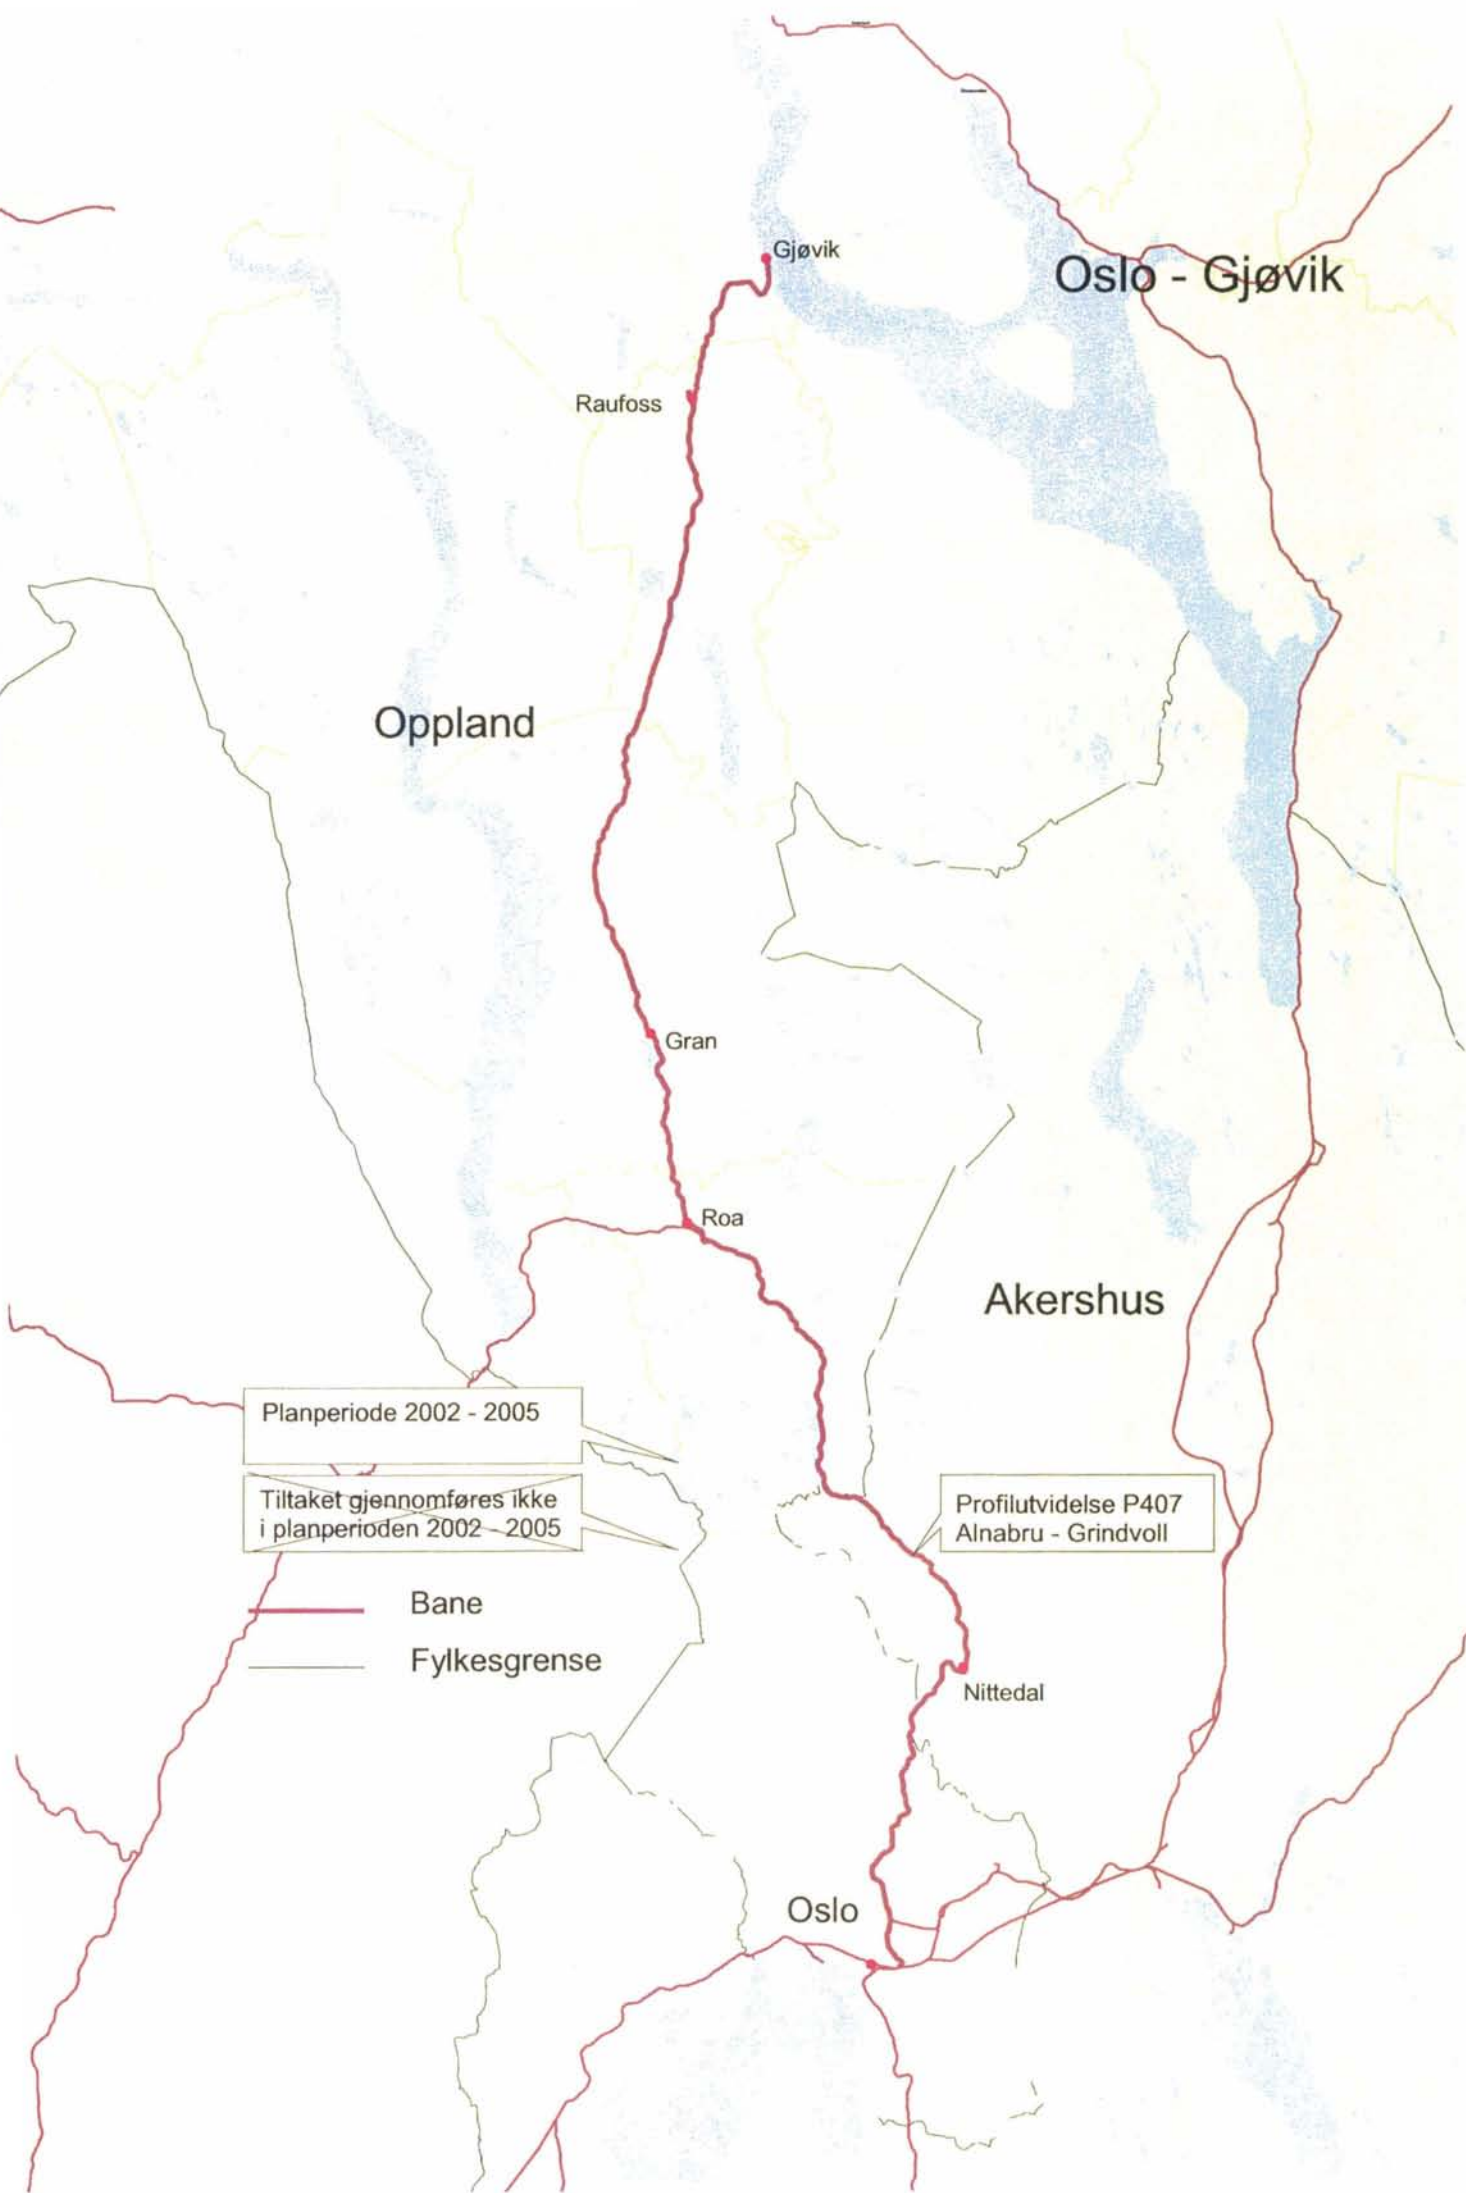 Gjøvik
Oslo - Gjøvik
Raufoss
Oppland
Gran
Roa
Akershus
Planperiode 2002 - 2005
Tiltaket gjennomføres ikke
i planperioden 2002 - 2005
Profilutvidelse P407
Alnabru - Grindvoll
Bane
Fylkesgrense
Nittedal
Oslo